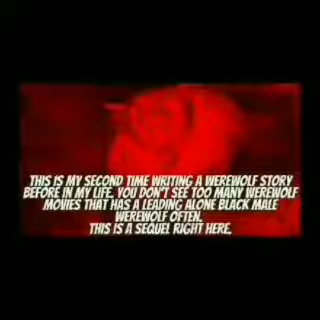 THIS IS MY SECOND TIME WRITING A WEREWOLF STORY
BEFORE IN MY LIFE. YOU DON'T SEE TOO MANY WEREWOLF
MOVIES THAT HAS A LEADING ALONE BLACK MALE
WEREWOLF OFTEN.
THIS IS A SEQUEL RIGHT HERE.